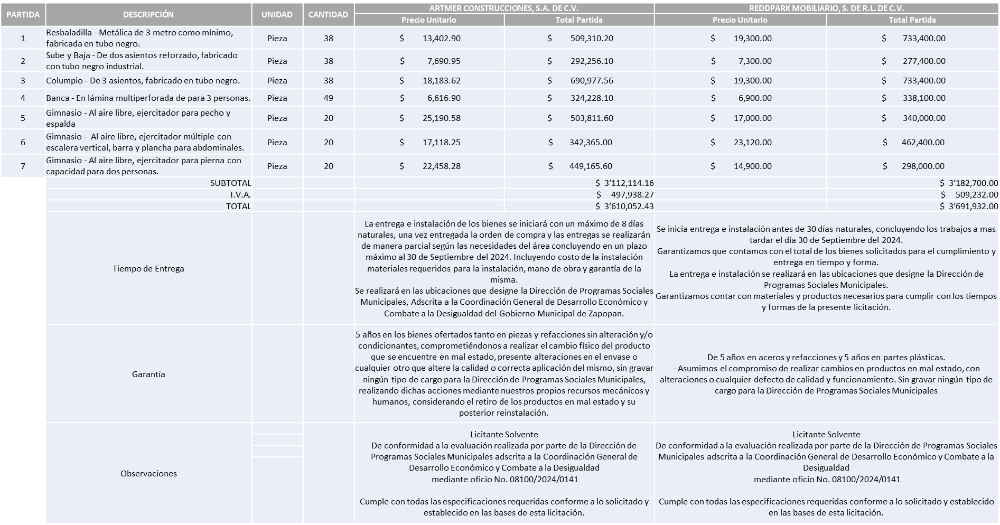 PARTIDA DESCRIPCIÓN UNIDAD CANTIDAD ARTMER CONSTRUCCIONES, S.A. DE C.V. REDDPARK MOBILIARIO, S. DE R.L. DE C.V.
Precio Unitario Total Partida Precio Unitario Total Partida
1 Resbaladilla - Metálica de 3 metro como mínimo,
fabricada en tubo negro. Pieza 38 $ 13,402.90 $ 509,310.20 $ 19,300.00 $ 733,400.00
2 Sube y Baja - De dos asientos reforzado, fabricado
con tubo negro industrial. Pieza 38 $ 7,690.95 $ 292,256.10 $ 7,300.00 $ 277,400.00
3 Columpio - De 3 asientos, fabricado en tubo negro. Pieza 38 $ 18,183.62 $ 690,977.56 $ 19,300.00 $ 733,400.00
4 Banca - En lámina multiperforada de para 3 personas. Pieza 49 $ 6,616.90 $ 324,228.10 $ 6,900.00 $ 338,100.00
5 Gimnasio - Al aire libre, ejercitador para pecho y
espalda Pieza 20 $ 25,190.58 $ 503,811.60 $ 17,000.00 $ 340,000.00
6 Gimnasio - Al aire libre, ejercitador múltiple con
escalera vertical, barra y plancha para abdominales. Pieza 20 $ 17,118.25 $ 342,365.00 $ 23,120.00 $ 462,400.00
7 Gimnasio - Al aire libre, ejercitador para pierna con
capacidad para dos personas. Pieza 20 $ 22,458.28 $ 449,165.60 $ 14,900.00 $ 298,000.00
SUBTOTAL $ 3’112,114.16 $ 3’182,700.00
I.V.A. $ 497,938.27 $ 509,232.00
TOTAL $ 3’610,052.43 $ 3’691,932.00
Tiempo de Entrega
La entrega e instalación de los bienes se iniciará con un máximo de 8 días
naturales, una vez entregada la orden de compra y las entregas se realizarán
de manera parcial según las necesidades del área concluyendo en un plazo
máximo al 30 de Septiembre del 2024. Incluyendo costo de la instalación
materiales requeridos para la instalación, mano de obra y garantía de la
misma.
Se realizará en las ubicaciones que designe la Dirección de Programas Sociales
Municipales, Adscrita a la Coordinación General de Desarrollo Económico y
Combate a la Desigualdad del Gobierno Municipal de Zapopan.
Se inicia entrega e instalación antes de 30 días naturales, concluyendo los trabajos a mas
tardar el día 30 de Septiembre del 2024.
Garantizamos que contamos con el total de los bienes solicitados para el cumplimiento y
entrega en tiempo y forma.
La entrega e instalación se realizará en las ubicaciones que designe la Dirección de
Programas Sociales Municipales.
Garantizamos contar con materiales y productos necesarios para cumplir con los tiempos
y formas de la presente licitación.
Garantía
5 años en los bienes ofertados tanto en piezas y refacciones sin alteración y/o
condicionantes, comprometiéndonos a realizar el cambio físico del producto
que se encuentre en mal estado, presente alteraciones en el envase o
cualquier otro que altere la calidad o correcta aplicación del mismo, sin gravar
ningún tipo de cargo para la Dirección de Programas Sociales Municipales,
realizando dichas acciones mediante nuestros propios recursos mecánicos y
humanos, considerando el retiro de los productos en mal estado y su
posterior reinstalación.
De 5 años en aceros y refacciones y 5 años en partes plásticas.
- Asumimos el compromiso de realizar cambios en productos en mal estado, con
alteraciones o cualquier defecto de calidad y funcionamiento. Sin gravar ningún tipo de
cargo para la Dirección de Programas Sociales Municipales
Observaciones
Licitante Solvente
De conformidad a la evaluación realizada por parte de la Dirección de
Programas Sociales Municipales adscrita a la Coordinación General de
Desarrollo Económico y Combate a la Desigualdad
mediante oficio No. 08100/2024/0141
Cumple con todas las especificaciones requeridas conforme a lo solicitado y
establecido en las bases de esta licitación.
Licitante Solvente
De conformidad a la evaluación realizada por parte de la Dirección de Programas Sociales
Municipales adscrita a la Coordinación General de Desarrollo Económico y Combate a la
Desigualdad
mediante oficio No. 08100/2024/0141
Cumple con todas las especificaciones requeridas conforme a lo solicitado y establecido
en las bases de esta licitación.